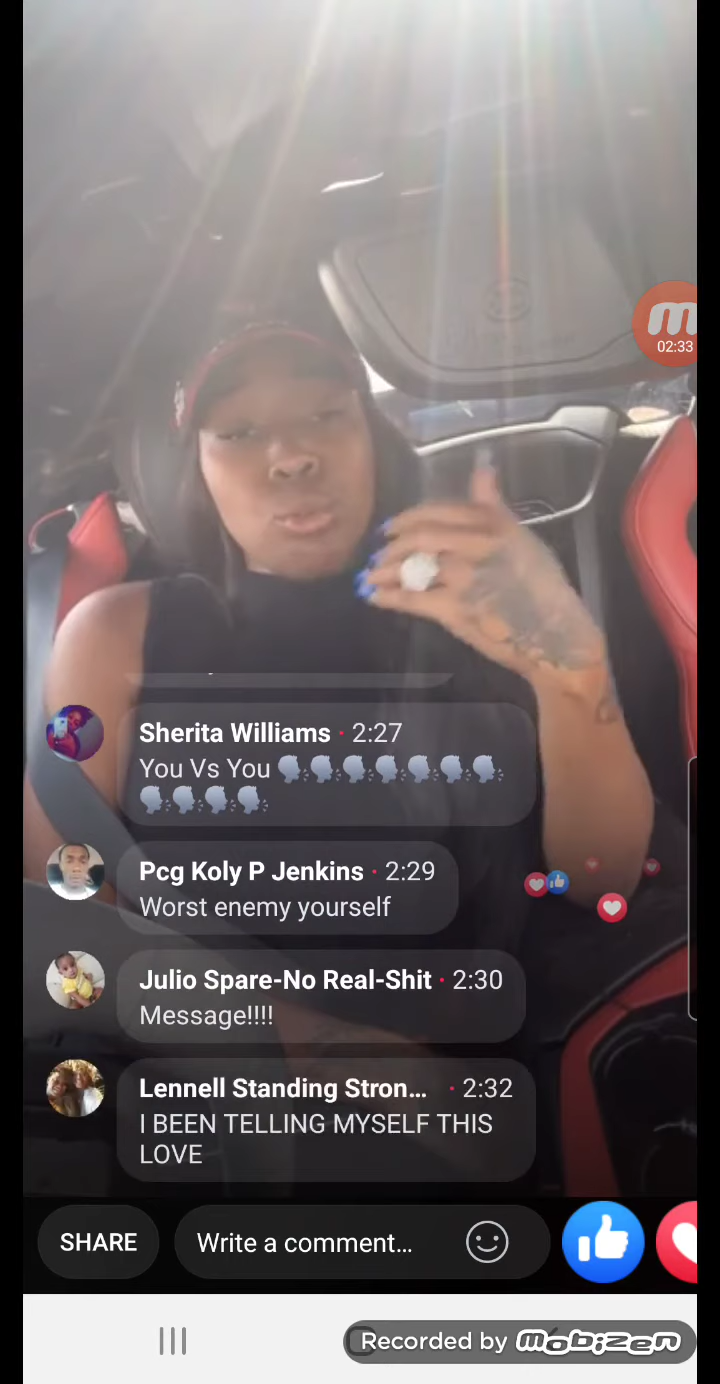 m
02:33
Sherita Williams · 2:27
You Vs You 🗣🗣🗣🗣🗣🗣🗣
🗣🗣🗣🗣
Pcg Koly P Jenkins · 2:29
Worst enemy yourself
Julio Spare-No Real-Shit · 2:30
Message!!!!
Lennell Standing Stron... · 2:32
I BEEN TELLING MYSELF THIS
LOVE
SHARE
Write a comment...
Recorded by mobizen